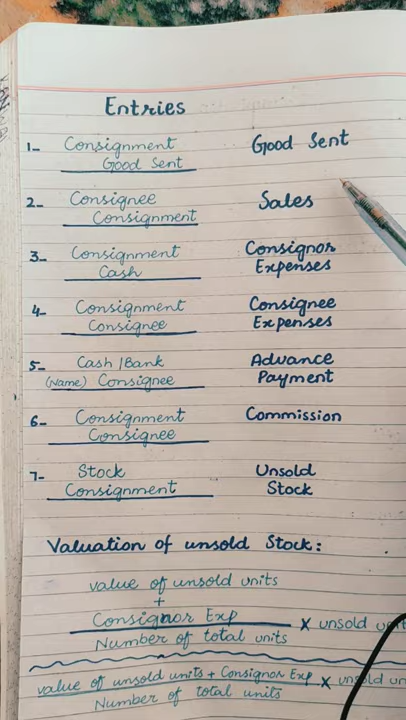 Entries
1- Consignment Good Sent
Good Sent
2- Consignee Sales
Consignment
3- Consignment Consignor
Cash Expenses
4- Consignment Consignee
Consignee Expenses
5- Cash/Bank Advance
(Name) Consignee Payment
6- Consignment Commission
Consignee
7- Stock Unsold
Consignment Stock
Valuation of unsold Stock:
value of unsold units
+
Consignor Exp x unsold
Number of total units
value of unsold units + Consignor Exp x unsold
Number of total units